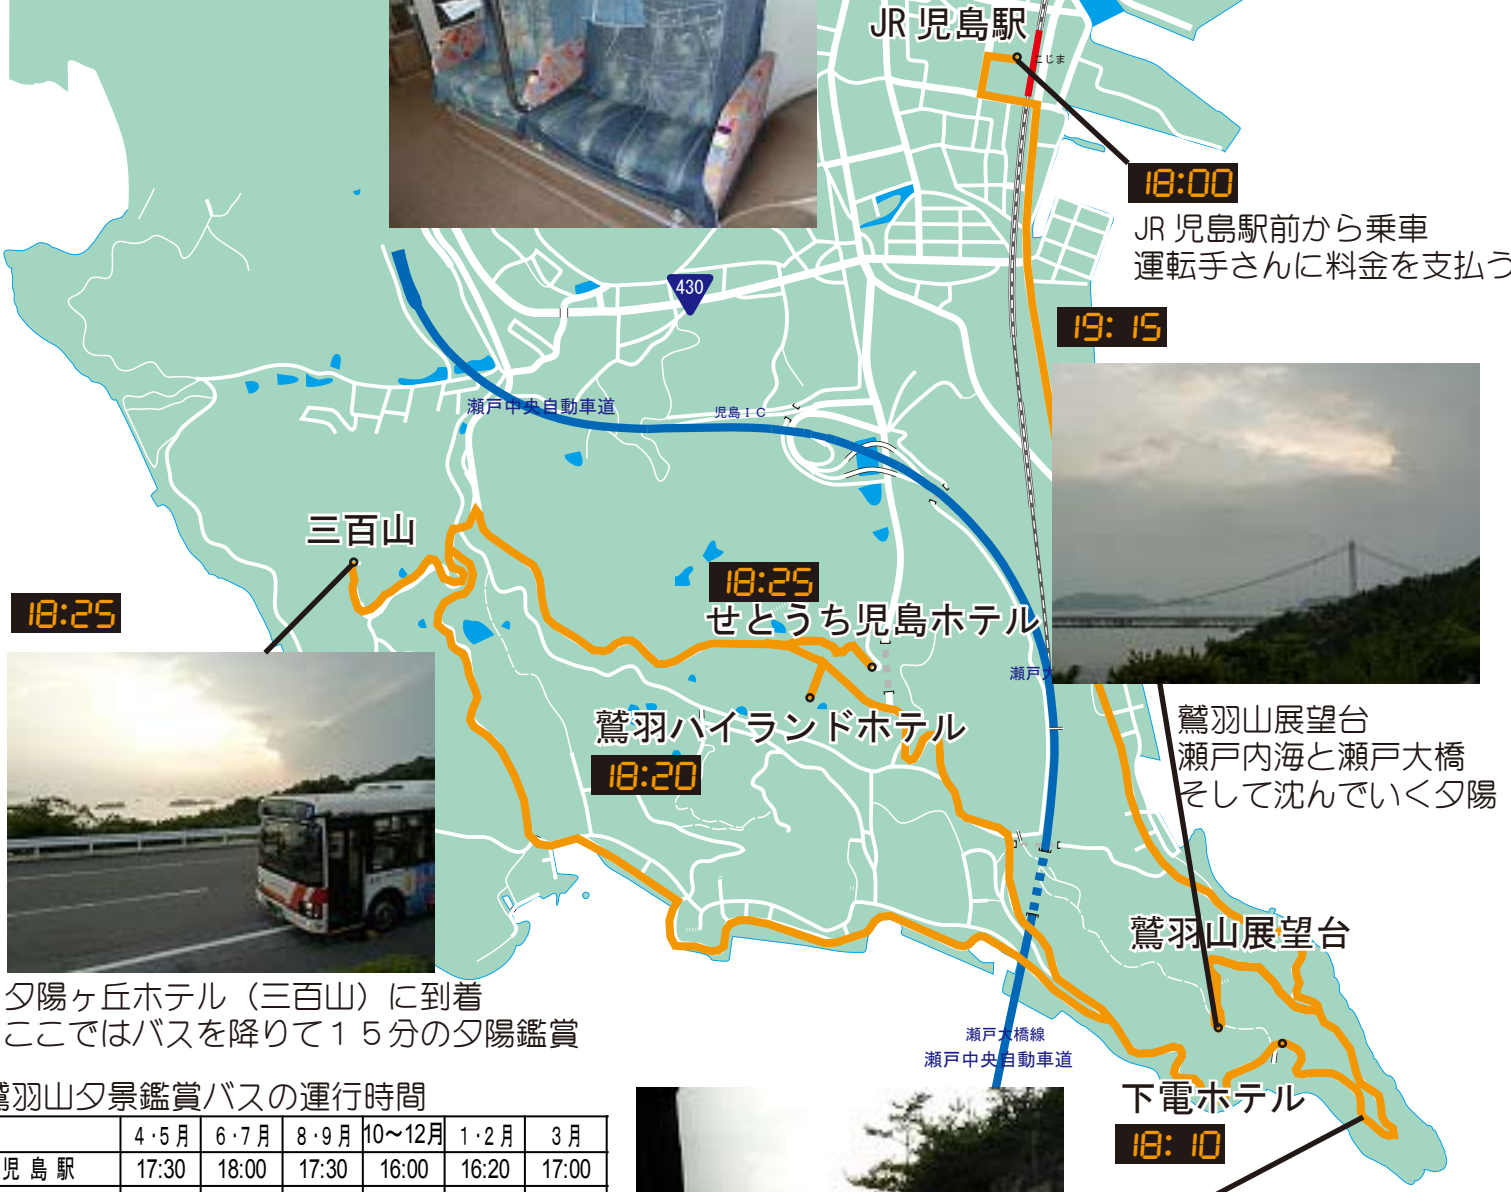 JR 児島駅
こじま
18:00
JR 児島駅前から乗車
運転手さんに料金を支払う
430
19:15
瀬戸中央自動車道
児島ＩＣ
三百山
18:25
18:25
せとうち児島ホテル
瀬戸
鷲羽ハイランドホテル
18:20
鷲羽山展望台
瀬戸内海と瀬戸大橋
そして沈んでいく夕陽
鷲羽山展望台
夕陽ヶ丘ホテル（三百山）に到着
ここではバスを降りて１５分の夕陽鑑賞
瀬戸大橋線
瀬戸中央自動車道
下電ホテル
18:10
鷲羽山夕景鑑賞バスの運行時間
4・5月 6・7月 8・9月 10～12月 1・2月 3月
児島駅 17:30 18:00 17:30 16:00 16:20 17:00